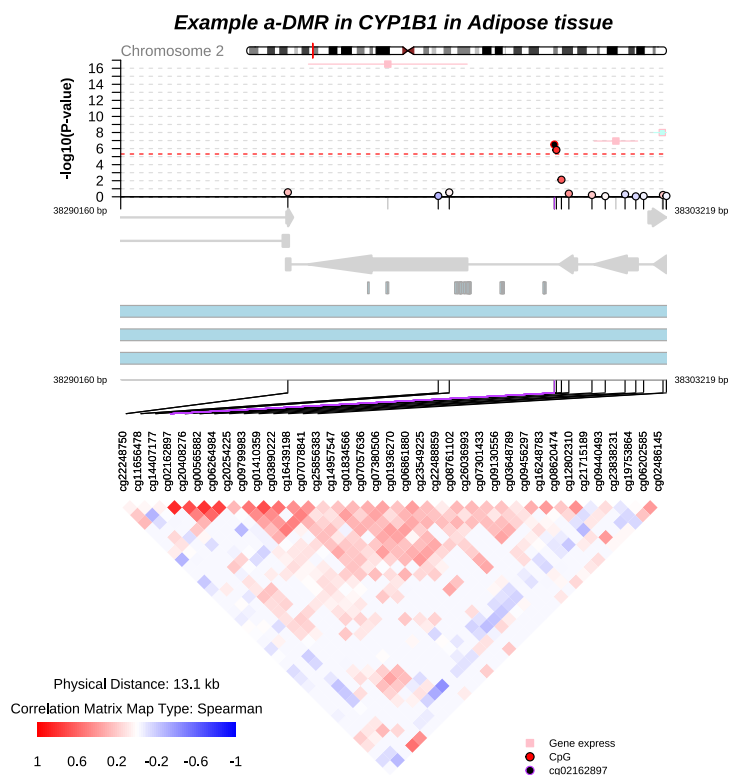 Example a-DMR in CYP1B1 in Adipose tissue
Chromosome 2
-log10(P-value)
16
14
12
10
8
6
4
2
0
38290160 bp
38303219 bp
38290160 bp
38303219 bp
cg22248750
cg11656478
cg14407177
cg02162897
cg20408276
cg00565882
cg06264984
cg20254225
cg09799983
cg01410359
cg03890222
cg16439198
cg07078841
cg25856383
cg14957547
cg01834566
cg07057636
cg07380506
cg01936270
cg06861880
cg23549225
cg22488859
cg08761102
cg26036993
cg07301433
cg09130556
cg03648789
cg09456297
cg16248783
cg08620474
cg12802310
cg21715189
cg09440493
cg23838231
cg19753864
cg06202585
cg02486145
Physical Distance: 13.1 kb
Correlation Matrix Map Type: Spearman
1 0.6 0.2 -0.2 -0.6 -1
Gene express
CpG
cg02162897